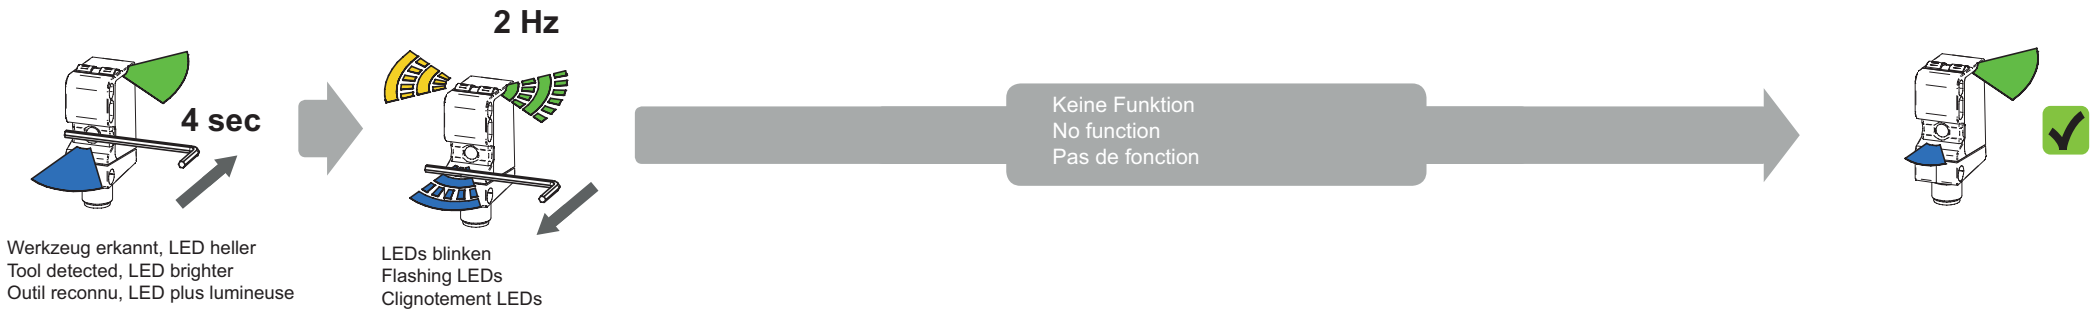 2 Hz
4 sec
Keine Funktion
No function
Pas de fonction
Werkzeug erkannt, LED heller
Tool detected, LED brighter
Outil reconnu, LED plus lumineuse
LEDs blinken
Flashing LEDs
Clignotement LEDs